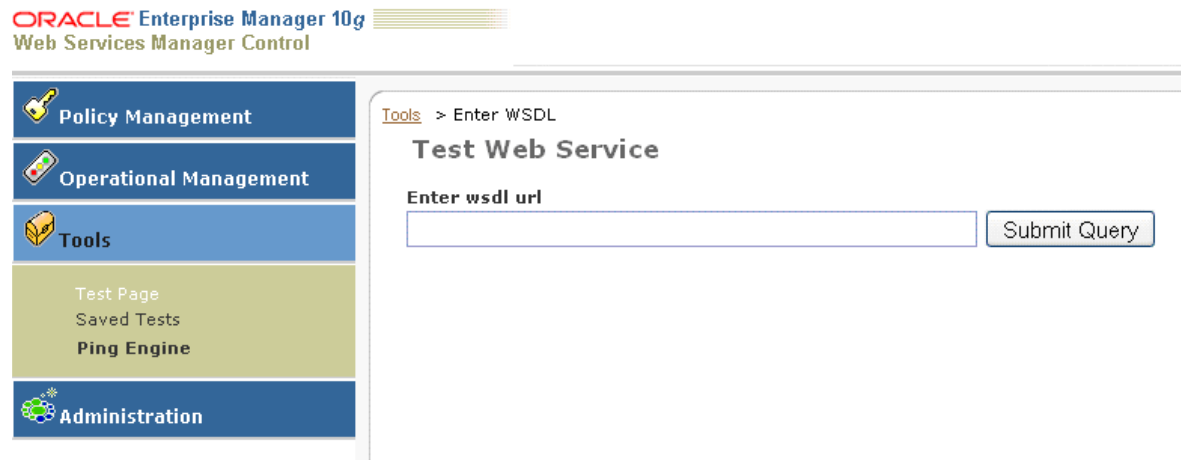 ORACLE Enterprise Manager 10g
Web Services Manager Control
Policy Management
Operational Management
Tools
Test Page
Saved Tests
Ping Engine
Administration
Tools > Enter WSDL
Test Web Service
Enter wsdl url
Submit Query